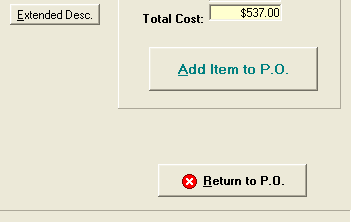 Extended Desc.
Total Cost: $537.00
Add Item to P.O.
Return to P.O.